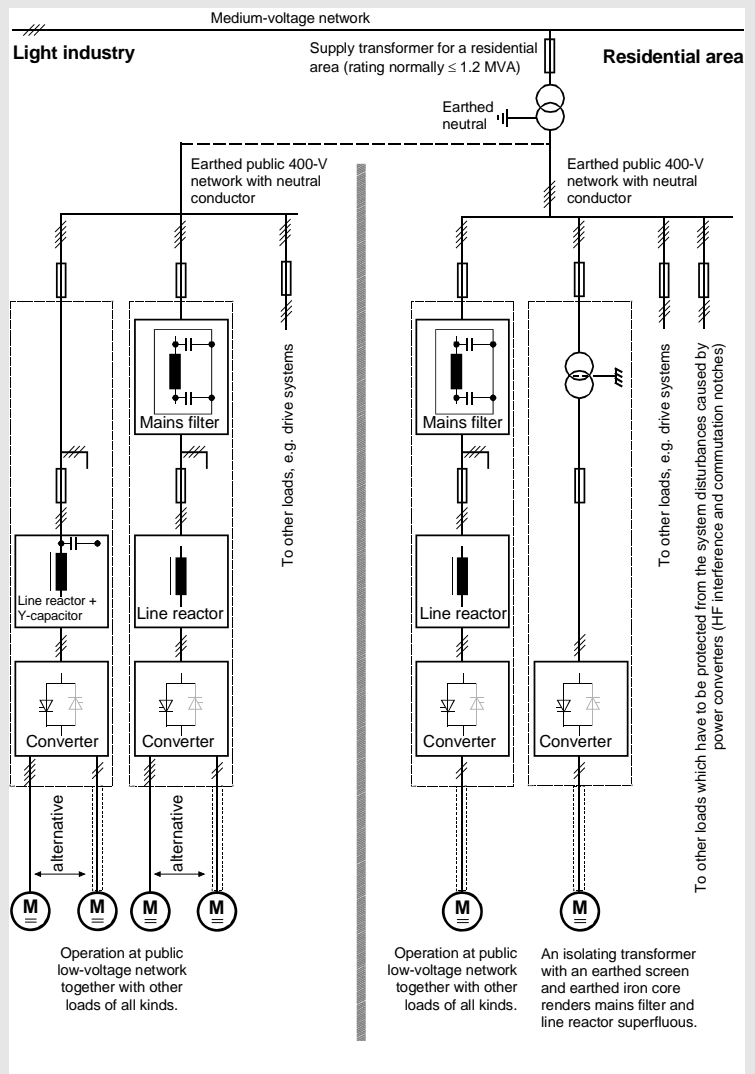 Medium-voltage network
Light industry
Supply transformer for a residential
area (rating normally ≤ 1.2 MVA)
Residential area
Earthed
neutral
Earthed public 400-V
network with neutral
conductor
Earthed public 400-V
network with neutral
conductor
Mains filter
Line reactor +
Y-capacitor
Line reactor
Converter
Converter
alternative
alternative
M
M
M
M
To other loads, e.g. drive systems
Operation at public
low-voltage network
together with other
loads of all kinds.
Mains filter
Line reactor
Converter
Converter
M
M
To other loads, e.g. drive systems
To other loads which have to be protected from the system disturbances caused by
power converters (HF interference and commutation notches)
Operation at public
low-voltage network
together with other
loads of all kinds.
An isolating transformer
with an earthed screen
and earthed iron core
renders mains filter and
line reactor superfluous.